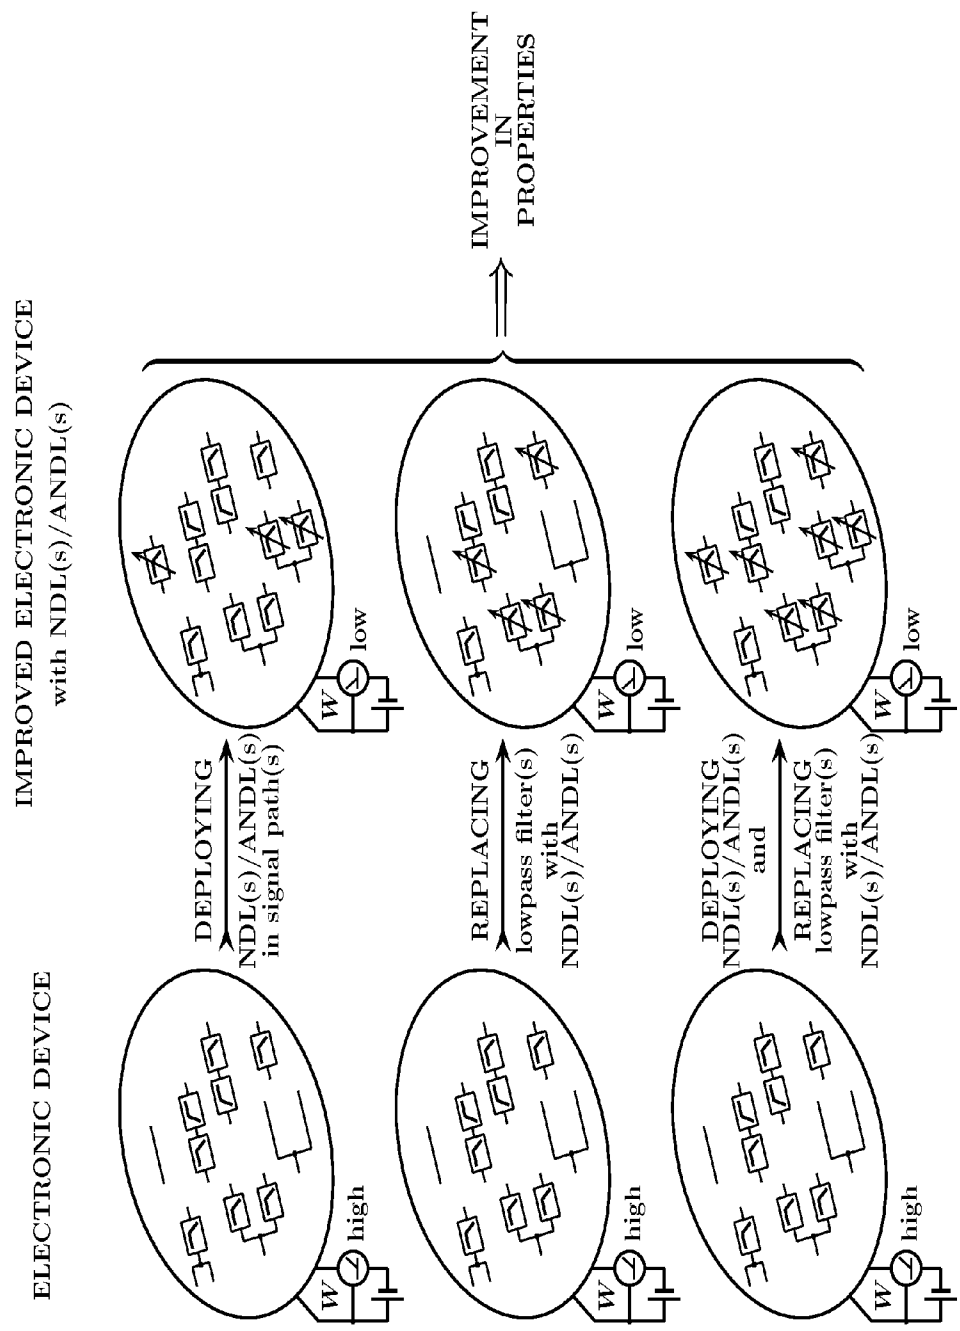 ELECTRONIC DEVICE
IMPROVED ELECTRONIC DEVICE
with NDL(s)/ANDL(s)
W
high
DEPLOYING
NDL(s)/ANDL(s)
in signal path(s)
W
low
W
high
REPLACING
lowpass filter(s)
with
NDL(s)/ANDL(s)
W
low
IMPROVEMENT
IN
PROPERTIES
W
high
DEPLOYING
NDL(s)/ANDL(s)
and
REPLACING
lowpass filter(s)
with
NDL(s)/ANDL(s)
W
low